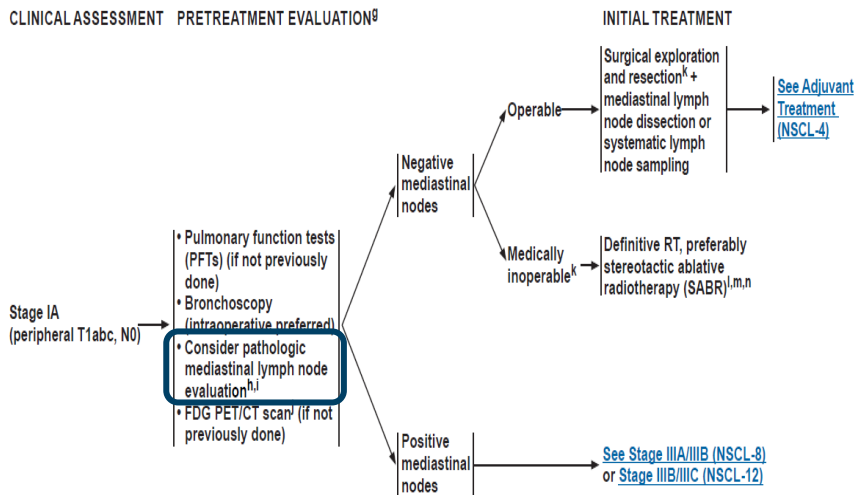 CLINICAL ASSESSMENT PRETREATMENT EVALUATIONg INITIAL TREATMENT
Stage IA
(peripheral T1abc, N0)
• Pulmonary function tests
(PFTs) (if not previously
done)
• Bronchoscopy
(intraoperative preferred)
• Consider pathologic
mediastinal lymph node
evaluationh,i
• FDG PET/CT scanj (if not
previously done)
Negative
mediastinal
nodes
Operable
Surgical exploration
and resectionk +
mediastinal lymph
node dissection or
systematic lymph
node sampling
See Adjuvant
Treatment
(NSCL-4)
Medically
inoperablek
Definitive RT, preferably
stereotactic ablative
radiotherapy (SABR)l,m,n
Positive
mediastinal
nodes
See Stage IIIA/IIIB (NSCL-8)
or Stage IIIB/IIIC (NSCL-12)